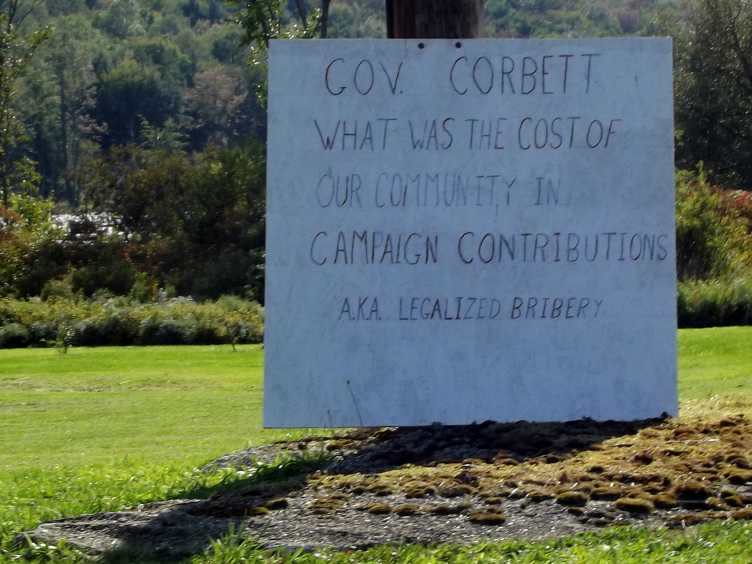 GOV. CORBETT
WHAT WAS THE COST OF
OUR COMMUNITY IN
CAMPAIGN CONTRIBUTIONS
A.K.A. LEGALIZED BRIBERY